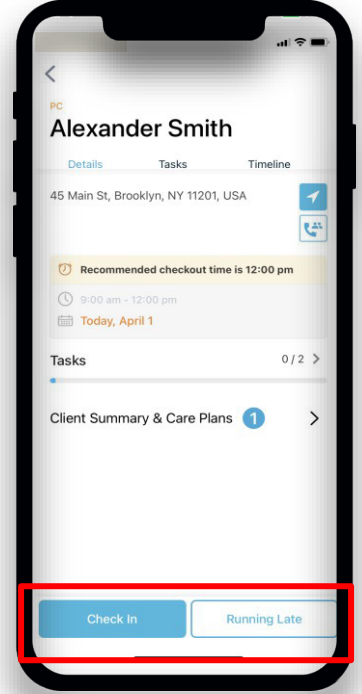 PC
Alexander Smith
Details Tasks Timeline
45 Main St, Brooklyn, NY 11201, USA
Recommended checkout time is 12:00 pm
9:00 am - 12:00 pm
Today, April 1
Tasks 0 / 2
Client Summary & Care Plans 1
Check In Running Late